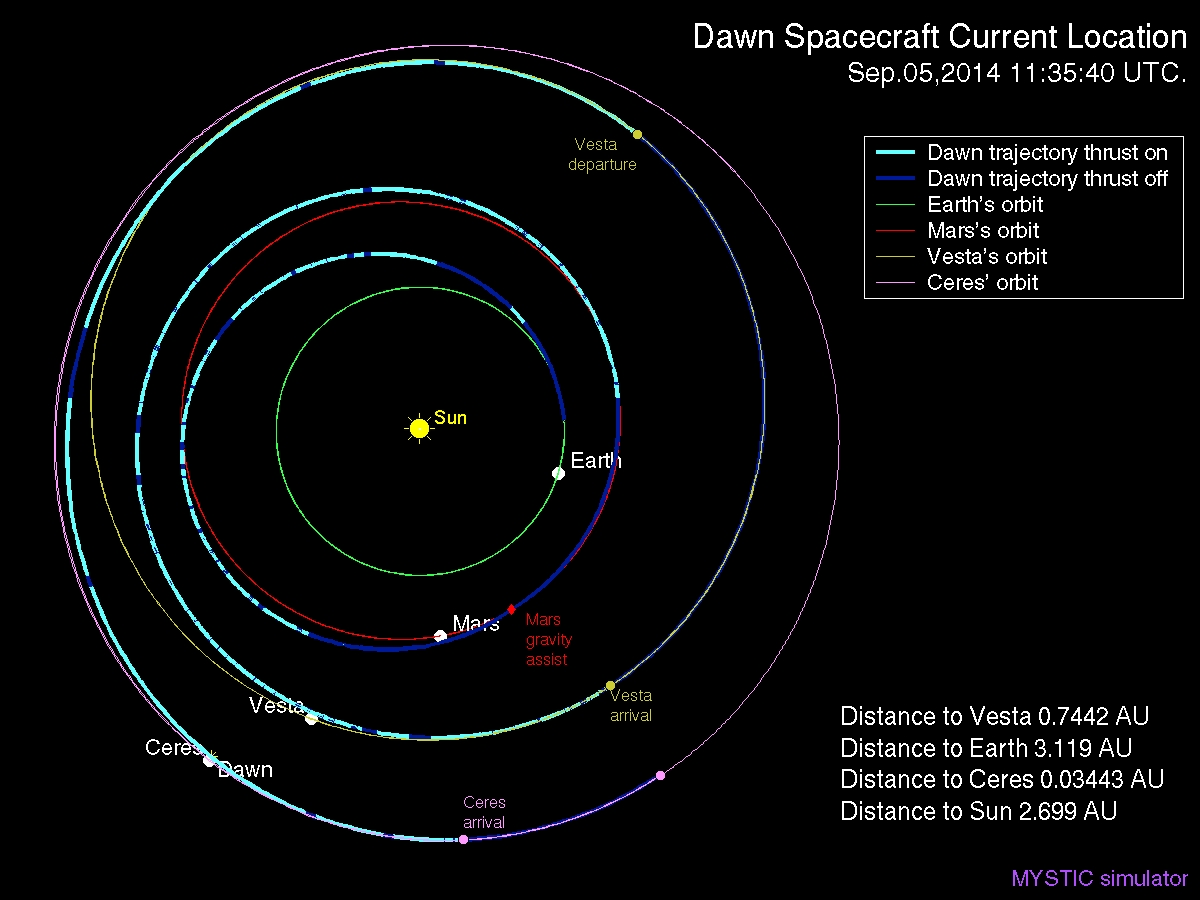 Dawn Spacecraft Current Location
Sep.05,2014 11:35:40 UTC.
Dawn trajectory thrust on
Dawn trajectory thrust off
Earth's orbit
Mars's orbit
Vesta's orbit
Ceres' orbit
Vesta
departure
Sun
Earth
Mars
Mars
gravity
assist
Vesta
arrival
Vesta
Ceres
Dawn
Ceres
arrival
Distance to Vesta 0.7442 AU
Distance to Earth 3.119 AU
Distance to Ceres 0.03443 AU
Distance to Sun 2.699 AU
MYSTIC simulator